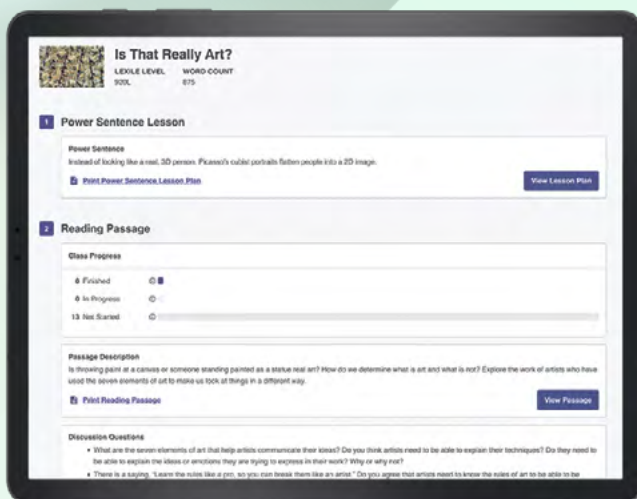 Is That Really Art?
LEXILE LEVEL WORD COUNT
920L 875
1 Power Sentence Lesson
Power Sentence
Instead of looking like a real, 3D person, Picasso's cubist portraits flatten people into a 2D image.
Print Power Sentence Lesson Plan View Lesson Plan
2 Reading Passage
Class Progress
Finished
0 In Progress
13 Not Started
Passage Description
Is throwing paint at a canvas or someone standing painted as a statue real art? How do we determine what is art and what is not? Explore the work of artists who have
used the seven elements of art to make us look at things in a different way.
Print Reading Passage View Passage
Discussion Questions
• What are the seven elements of art that help artists communicate their ideas? Do you think artists need to be able to explain their techniques? Do they need to
be able to explain the ideas or emotions they are trying to express in their work? Why or why not?
• There is a saying, "Learn the rules like a pro, so you can break them like an artist." Do you agree that artists need to know the rules of art to be able to be